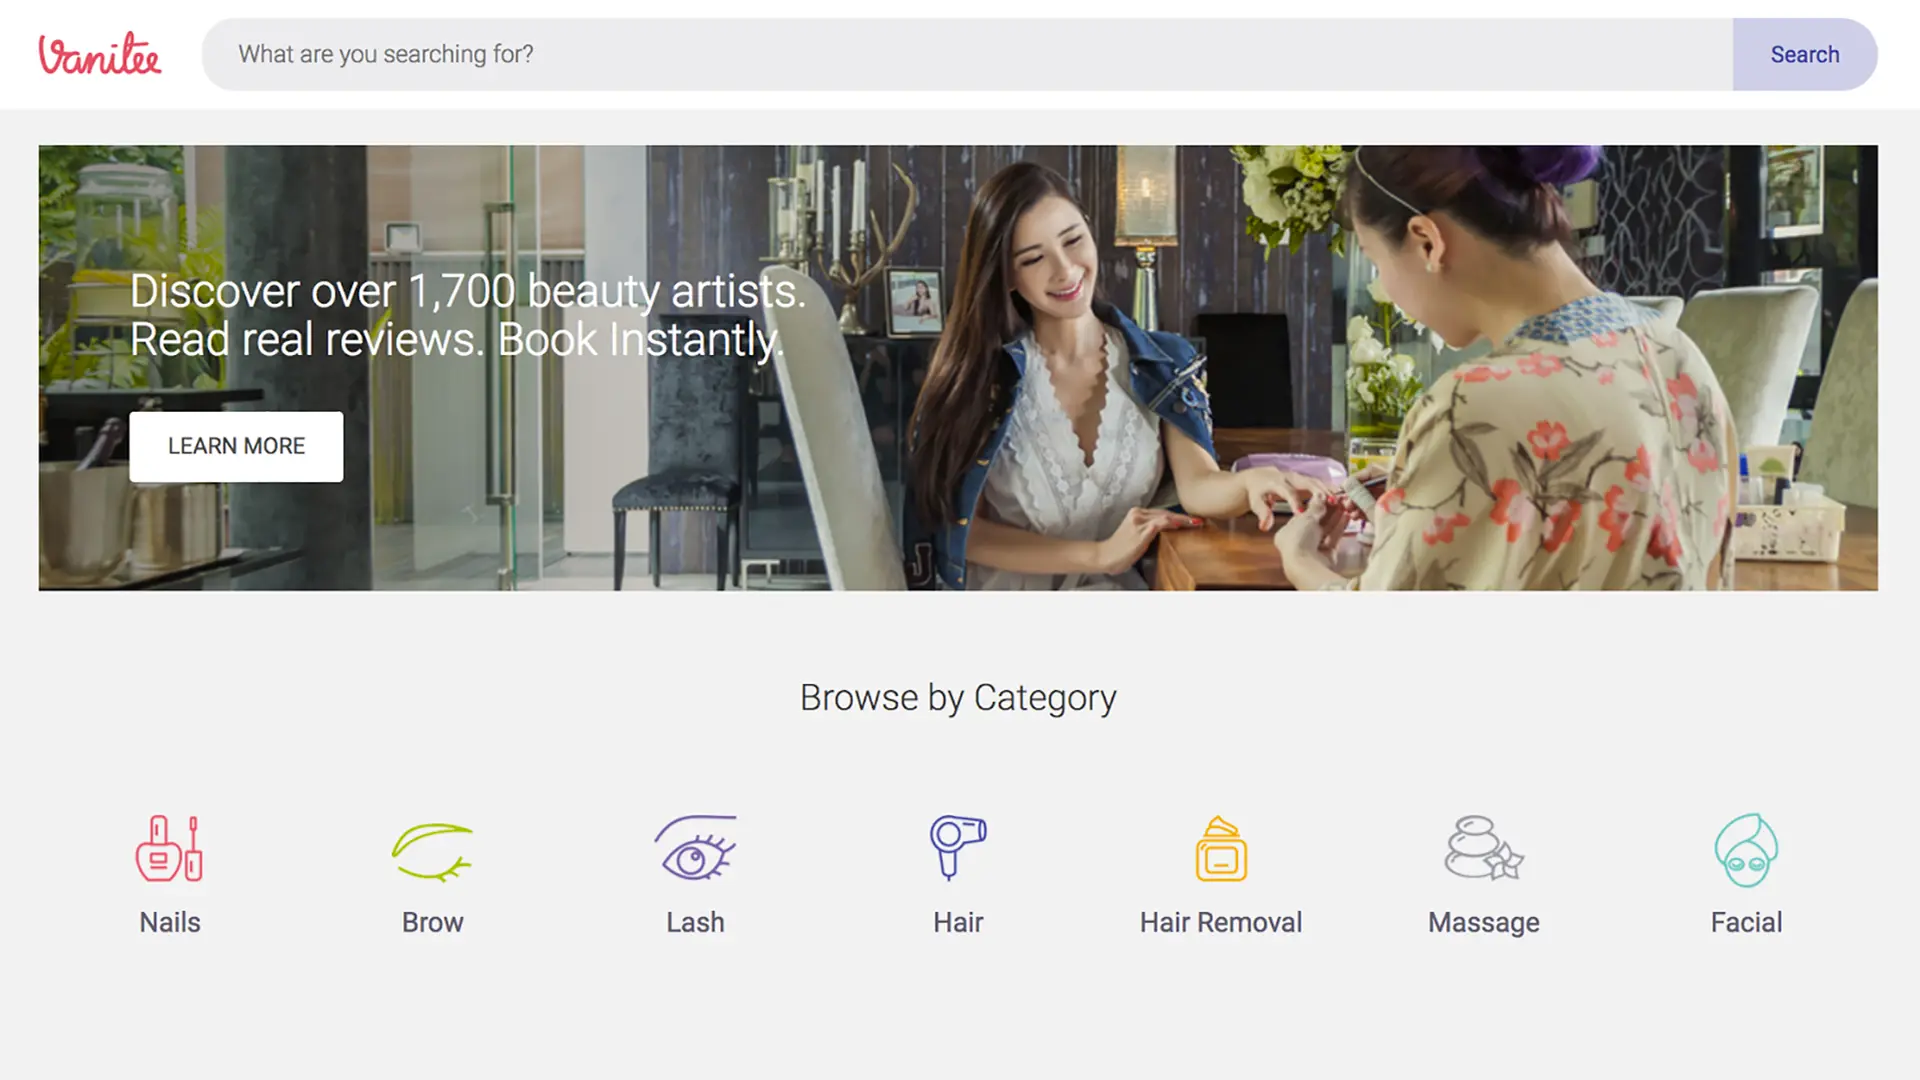 Vanitee
What are you searching for?
Search
Discover over 1,700 beauty artists.
Read real reviews. Book Instantly.
LEARN MORE
Browse by Category
Nails
Brow
Lash
Hair
Hair Removal
Massage
Facial